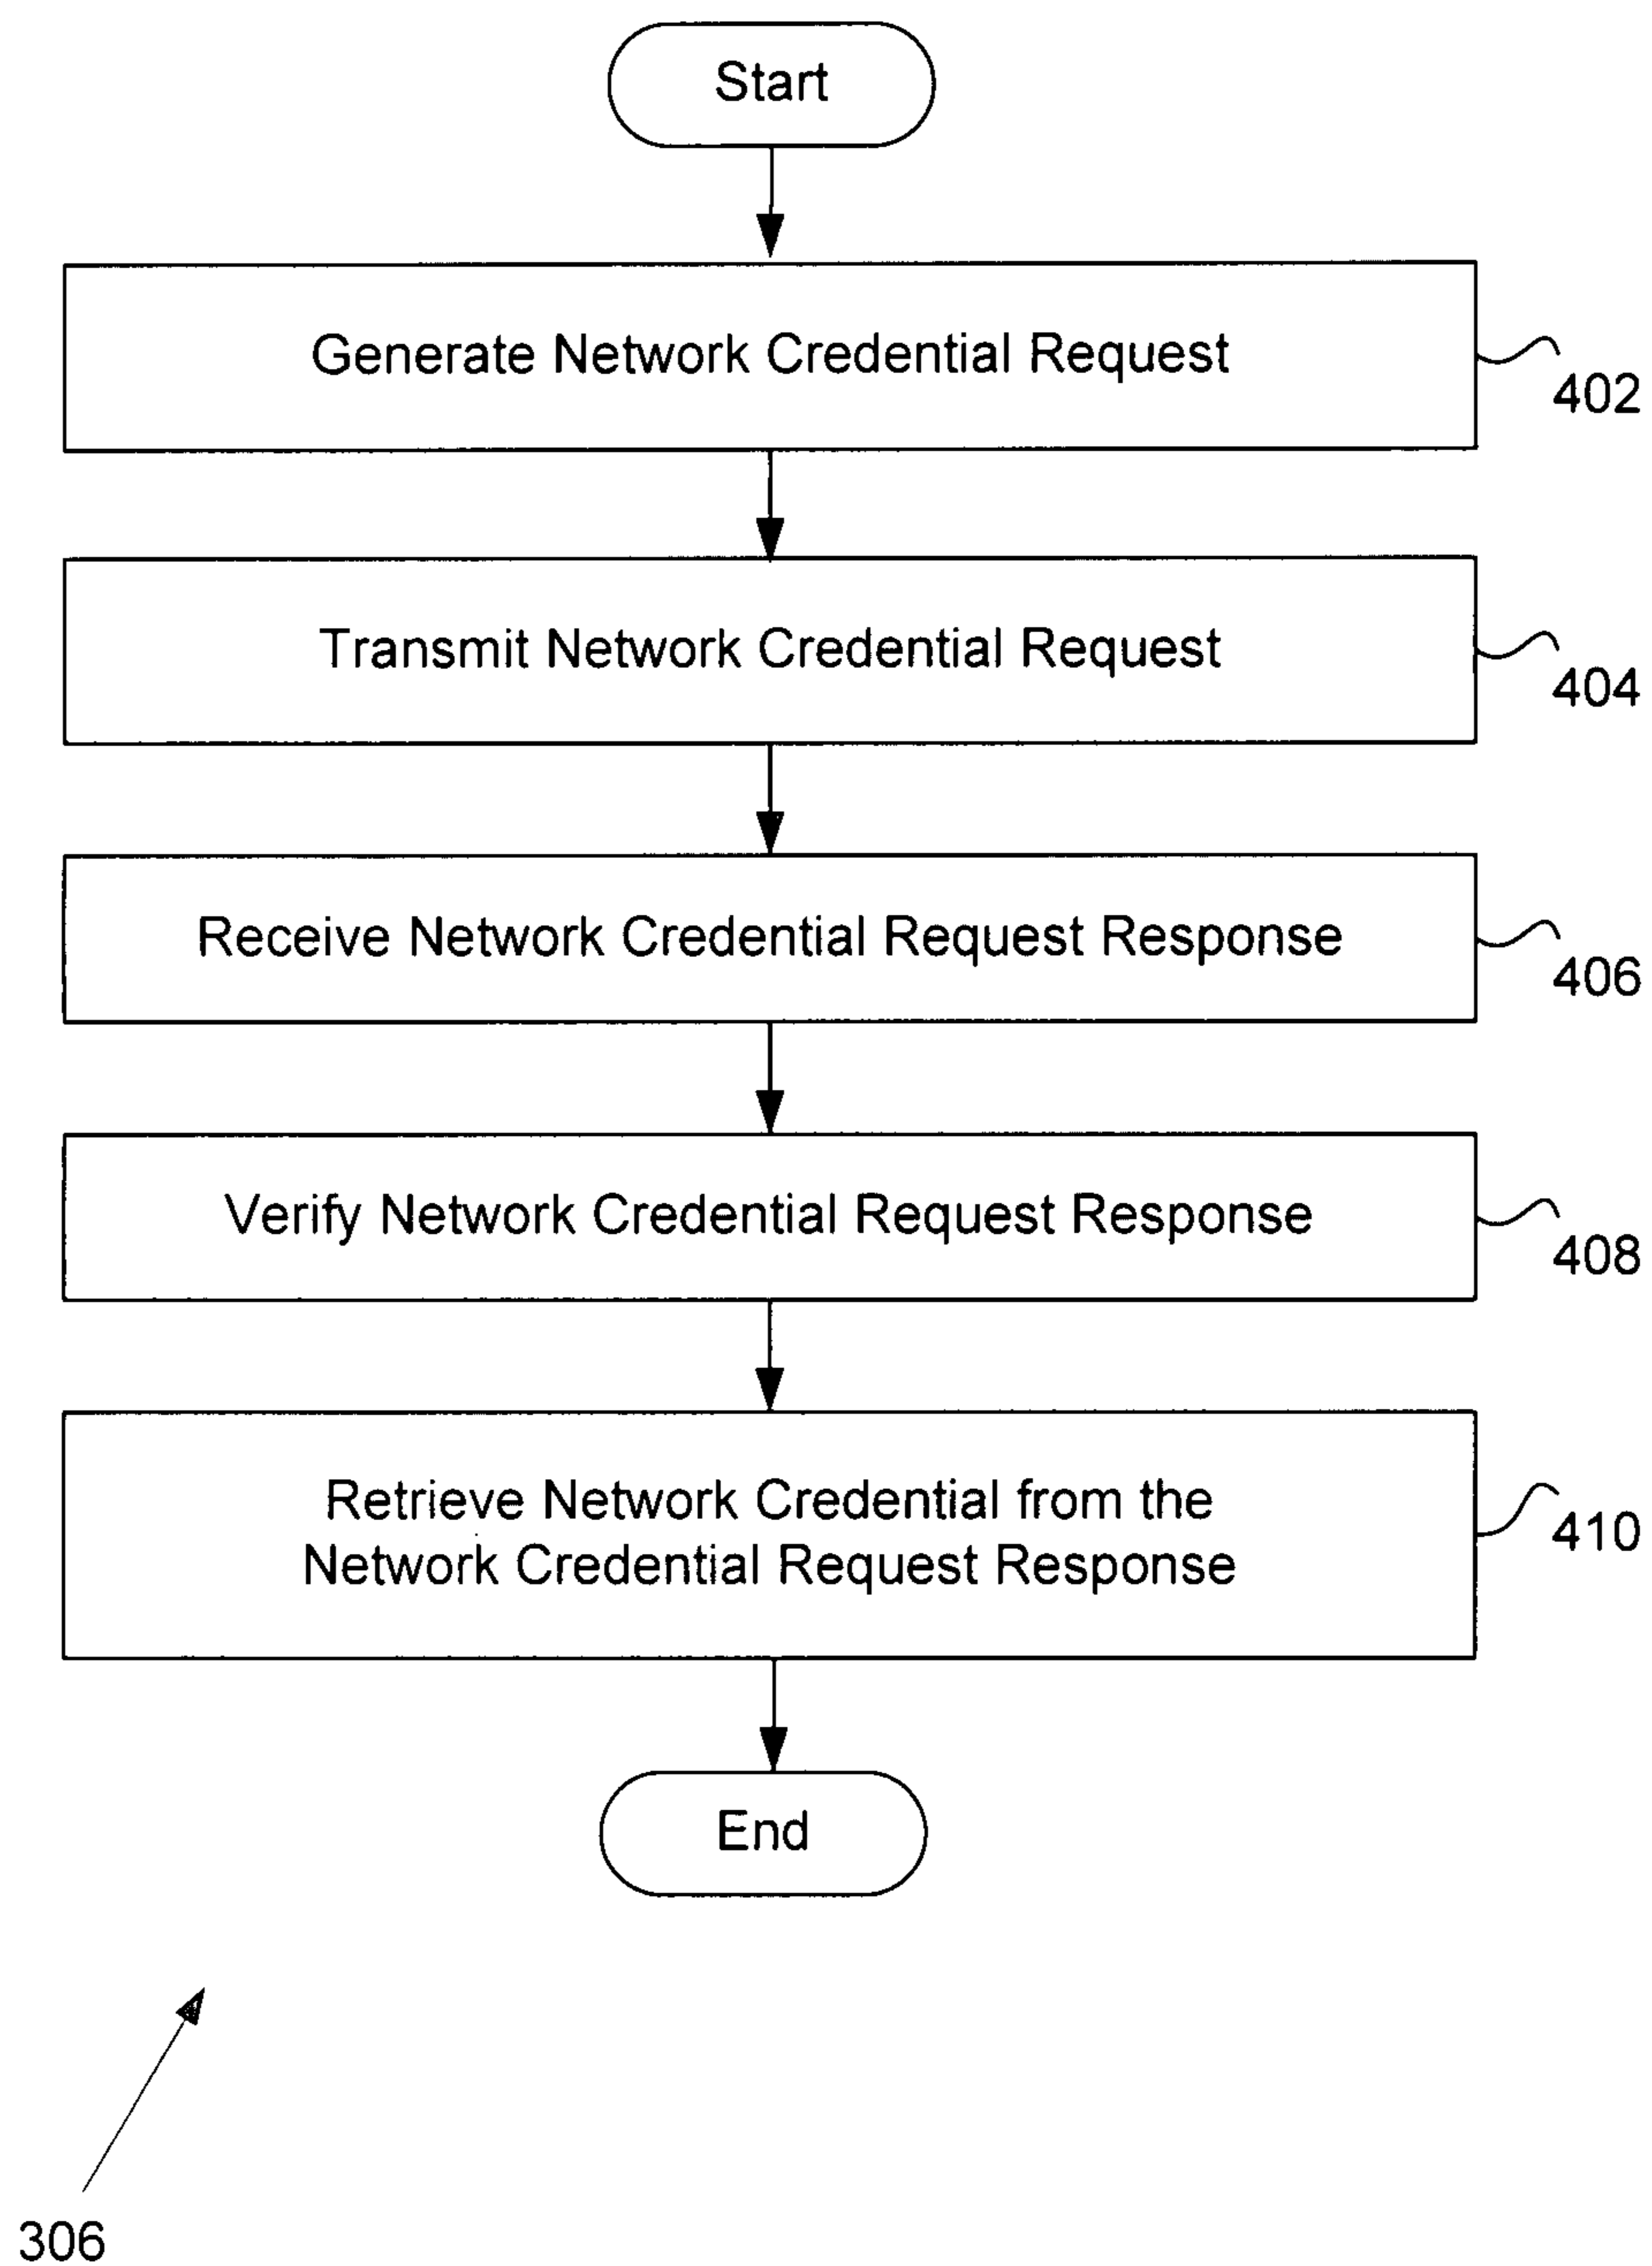 Start
Generate Network Credential Request
402
Transmit Network Credential Request
404
Receive Network Credential Request Response
406
Verify Network Credential Request Response
408
Retrieve Network Credential from the
Network Credential Request Response
410
End
306